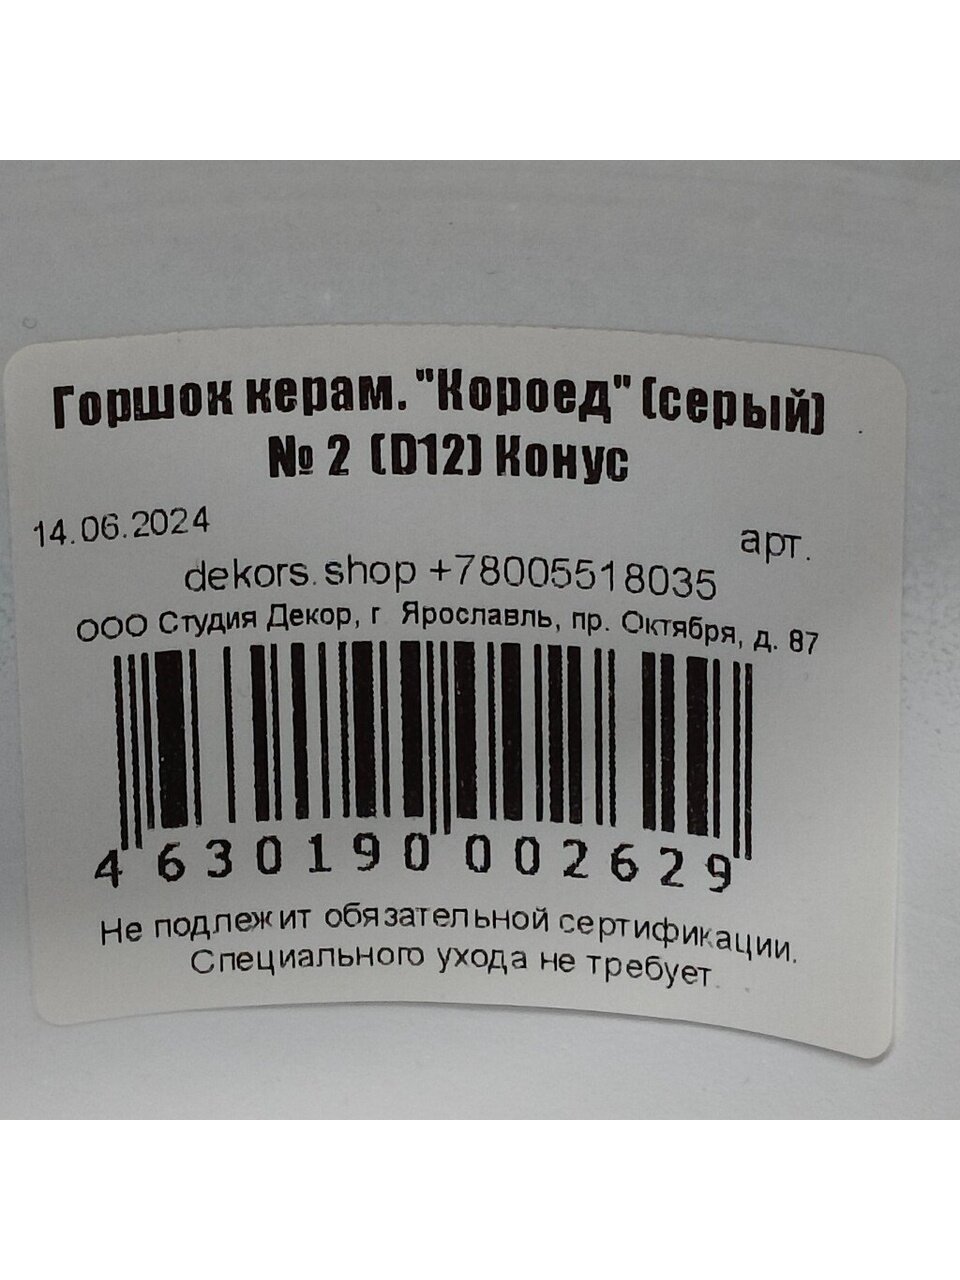 Горшок керам. "Короед" (серый)
№ 2 (D12) Конус
14.06.2024
арт.
dekors.shop +78005518035
ООО Студия Декор, г Ярославль, пр. Октября, д. 87
4 630190 002629
Не подлежит обязательной сертификации.
Специального ухода не требует.